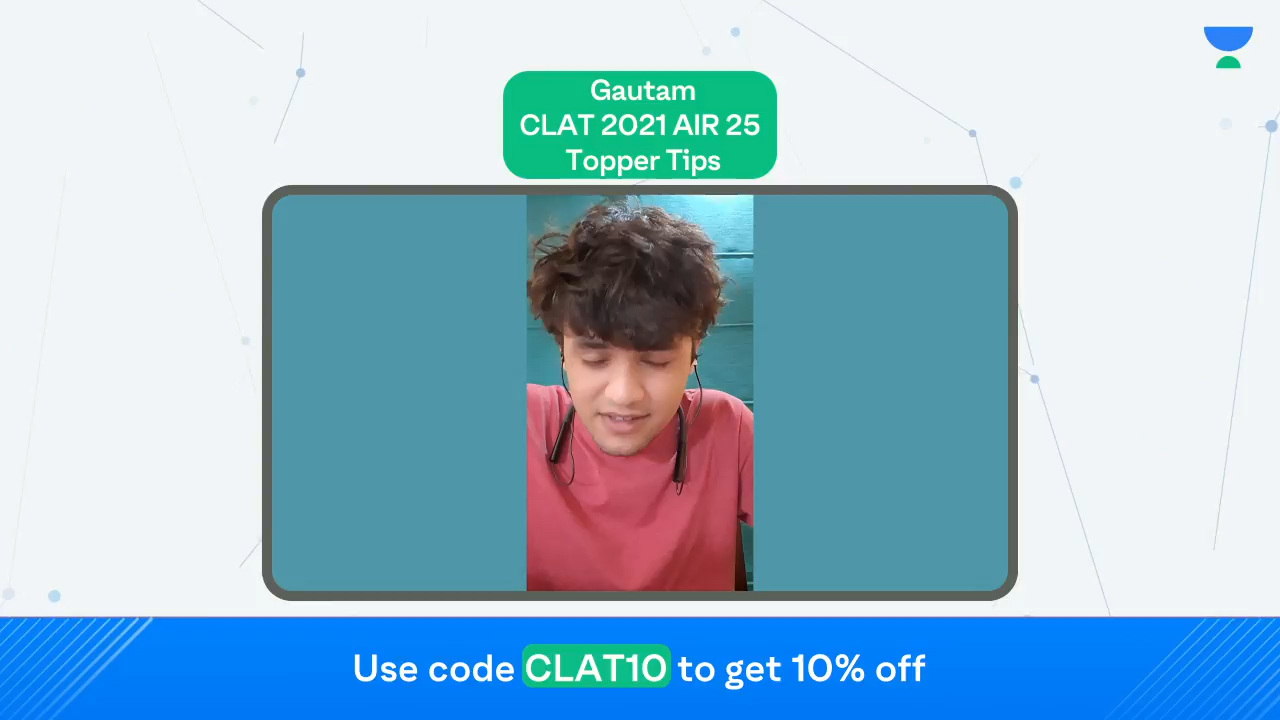 Gautam
CLAT 2021 AIR 25
Topper Tips
Use code CLAT10 to get 10% off